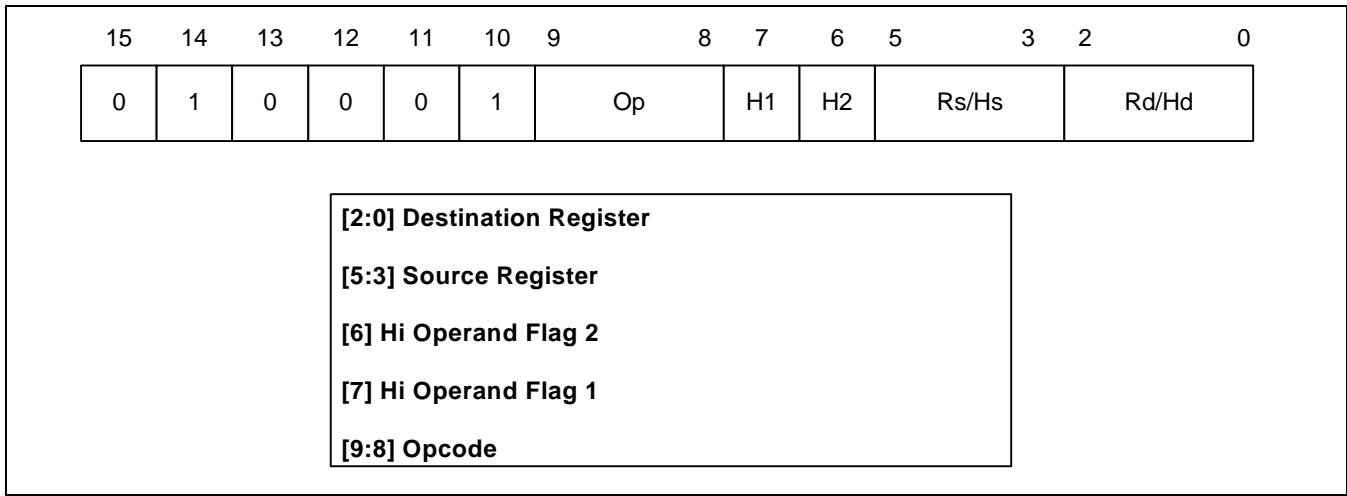 15 14 13 12 11 10 9 8 7 6 5 3 2 0
0 1 0 0 0 1 Op H1 H2 Rs/Hs Rd/Hd
[2:0] Destination Register
[5:3] Source Register
[6] Hi Operand Flag 2
[7] Hi Operand Flag 1
[9:8] Opcode